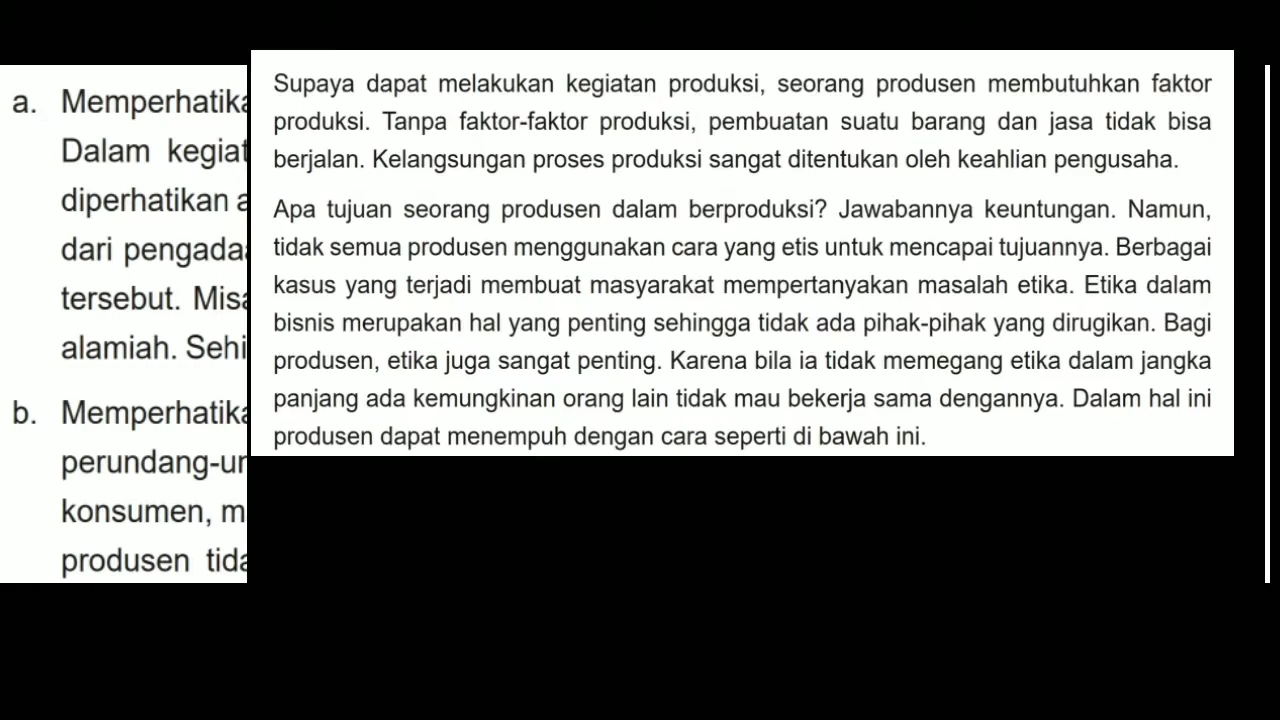 a. Memperhatika
Dalam kegiat
diperhatikan a
dari pengadaa
tersebut. Misa
alamiah. Sehi
b. Memperhatika
perundang-un
konsumen, m
produsen tida
Supaya dapat melakukan kegiatan produksi, seorang produsen membutuhkan faktor
produksi. Tanpa faktor-faktor produksi, pembuatan suatu barang dan jasa tidak bisa
berjalan. Kelangsungan proses produksi sangat ditentukan oleh keahlian pengusaha.
Apa tujuan seorang produsen dalam berproduksi? Jawabannya keuntungan. Namun,
tidak semua produsen menggunakan cara yang etis untuk mencapai tujuannya. Berbagai
kasus yang terjadi membuat masyarakat mempertanyakan masalah etika. Etika dalam
bisnis merupakan hal yang penting sehingga tidak ada pihak-pihak yang dirugikan. Bagi
produsen, etika juga sangat penting. Karena bila ia tidak memegang etika dalam jangka
panjang ada kemungkinan orang lain tidak mau bekerja sama dengannya. Dalam hal ini
produsen dapat menempuh dengan cara seperti di bawah ini.